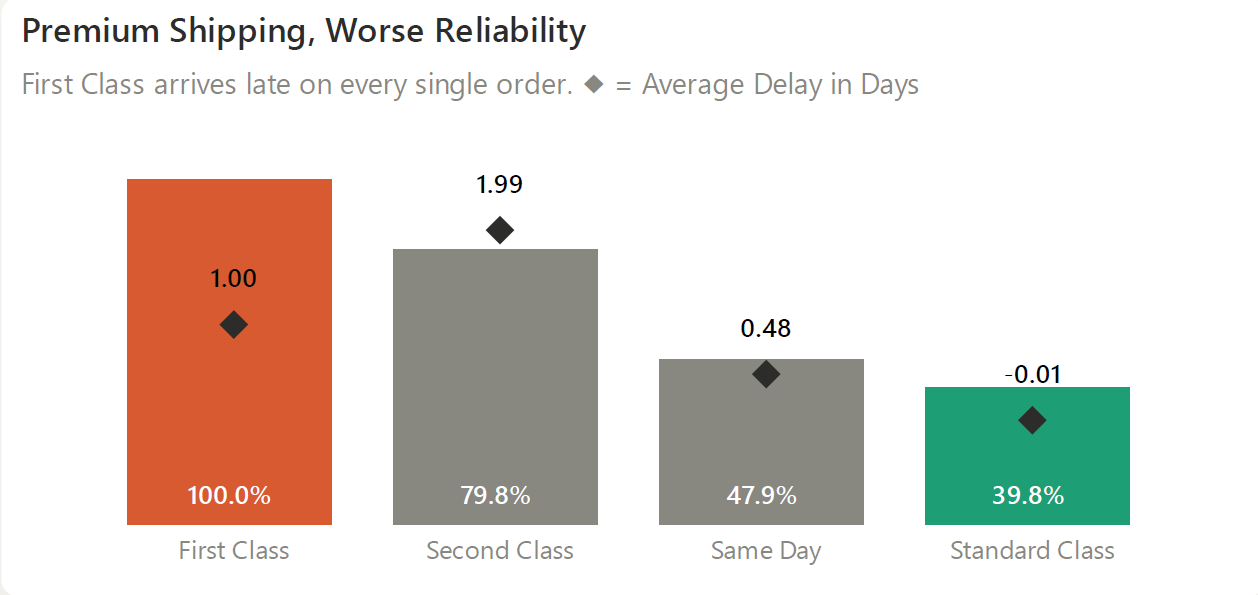 Premium Shipping, Worse Reliability
First Class arrives late on every single order. ◆ = Average Delay in Days
1.99
1.00
0.48
-0.01
100.0% 79.8% 47.9% 39.8%
First Class Second Class Same Day Standard Class